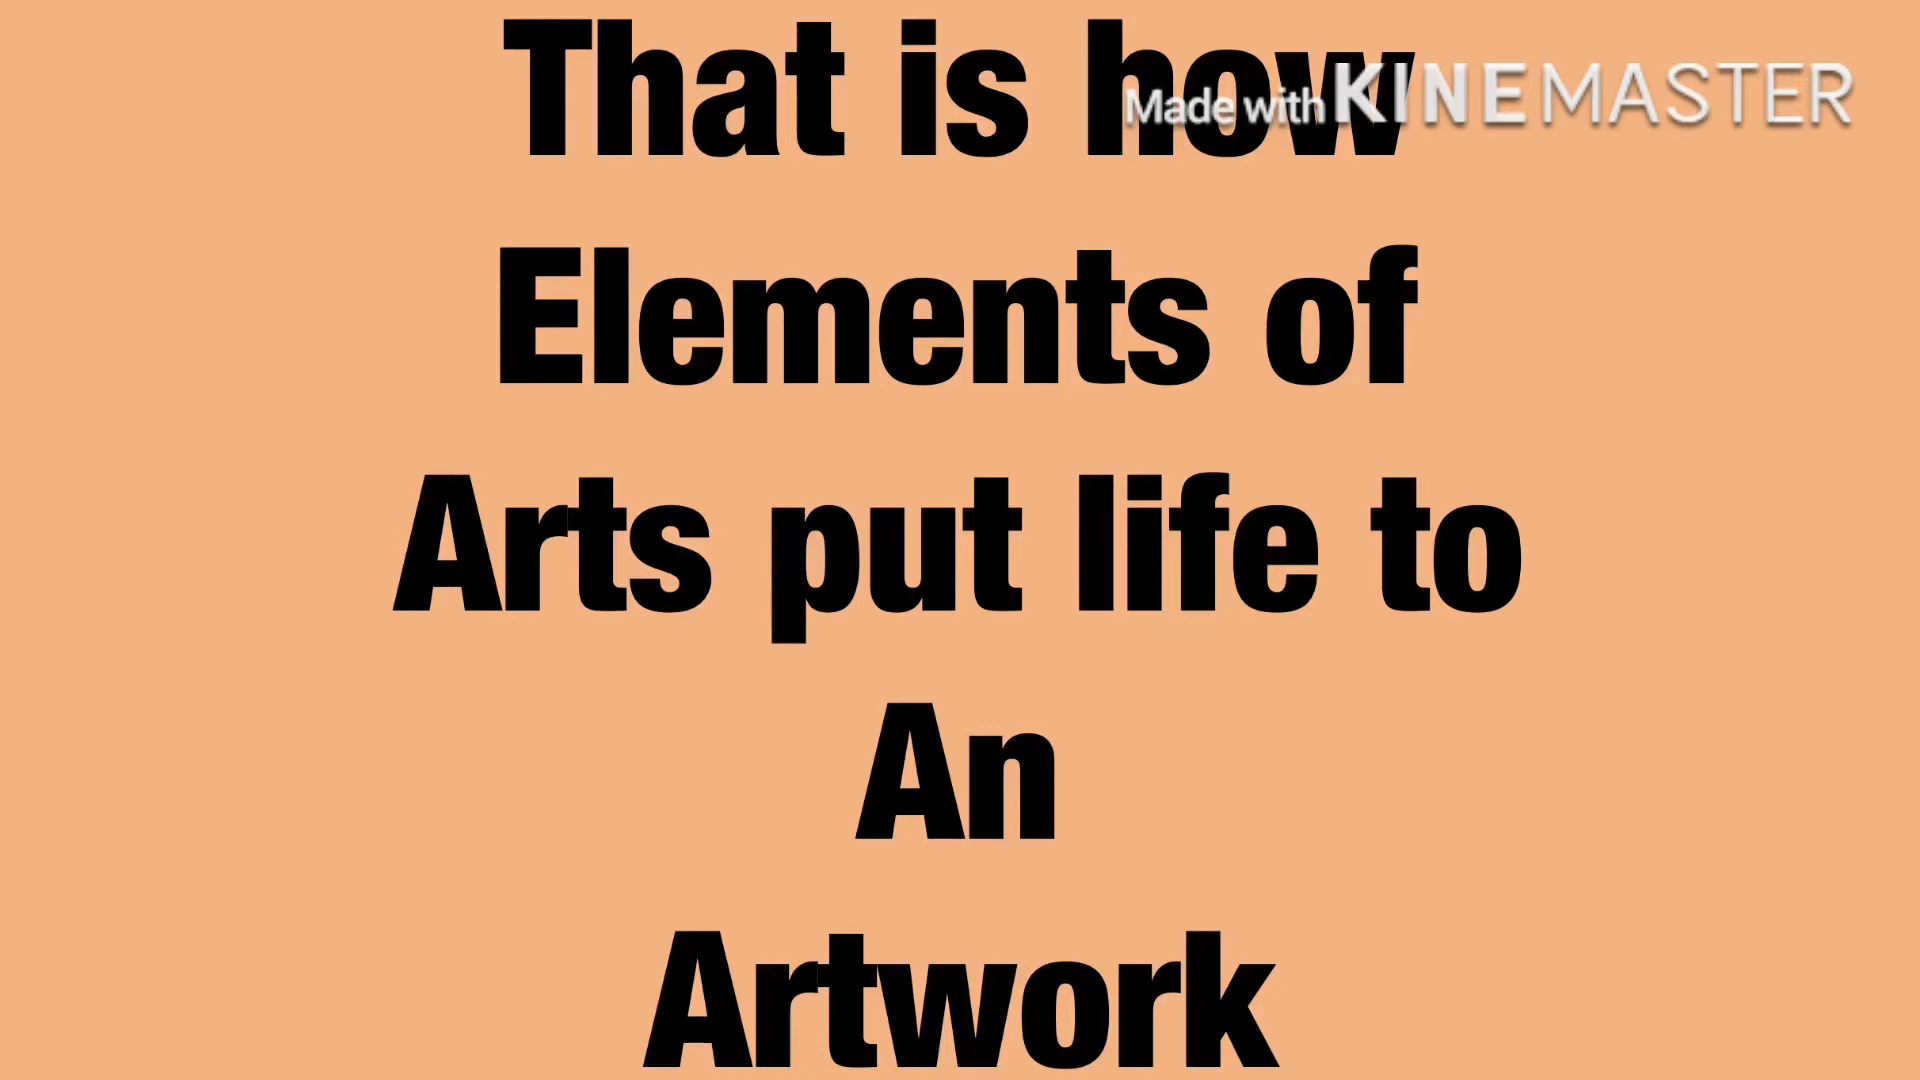 That is how
Made with KINEMASTER
Elements of
Arts put life to
An
Artwork